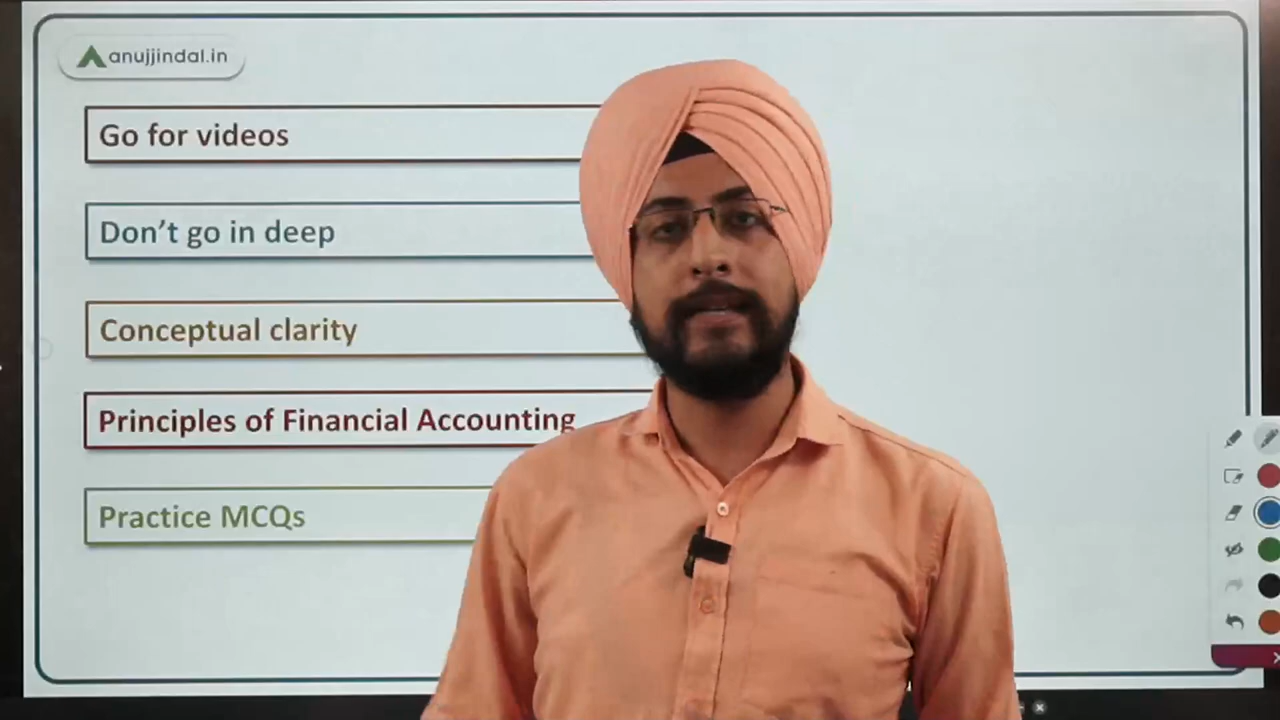 anujjindal.in
Go for videos
Don’t go in deep
Conceptual clarity
Principles of Financial Accounting
Practice MCQs